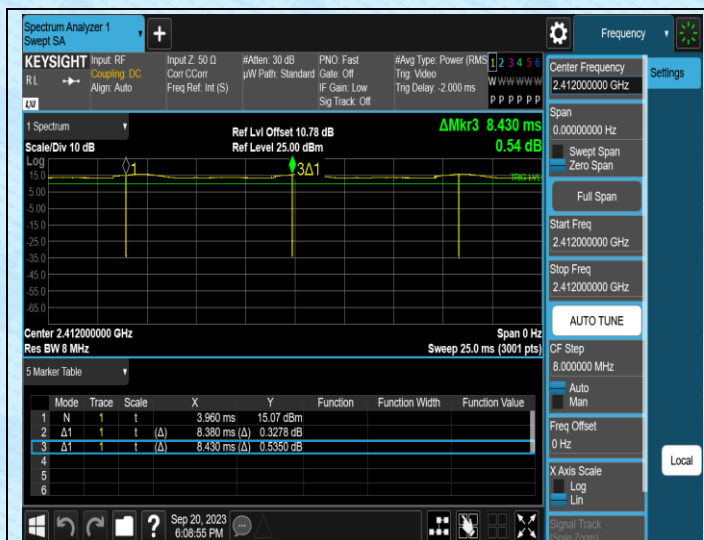 Spectrum Analyzer 1
Swept SA
Frequency
KEYSIGHT
RL
LXI
Input: RF
Coupling: DC
Align: Auto
Input Z: 50 Ω
Corr CCorr
Freq Ref: Int (S)
#Atten: 30 dB
µW Path: Standard
PNO: Fast
Gate: Off
IF Gain: Low
Sig Track: Off
#Avg Type: Power (RMS
Trig: Video
Trig Delay: -2.000 ms
1 2 3 4 5 6
W W W W W W
P P P P P P
Center Frequency
2.412000000 GHz
Settings
1 Spectrum
Scale/Div 10 dB
Ref Lvl Offset 10.78 dB
Ref Level 25.00 dBm
ΔMkr3 8.430 ms
0.54 dB
Span
0.00000000 Hz
Swept Span
Zero Span
Log
15.0
5.00
-5.00
-15.0
-25.0
-35.0
-45.0
-55.0
-65.0
1
3Δ1
TRIG LVL
Full Span
Start Freq
2.412000000 GHz
Stop Freq
2.412000000 GHz
AUTO TUNE
Center 2.412000000 GHz
Res BW 8 MHz
Span 0 Hz
Sweep 25.0 ms (3001 pts)
CF Step
8.000000 MHz
Auto
Man
5 Marker Table
Mode Trace Scale X Y Function Function Width Function Value
1 N 1 t 3.960 ms 15.07 dBm
2 Δ1 1 t (Δ) 8.380 ms (Δ) 0.3278 dB
3 Δ1 1 t (Δ) 8.430 ms (Δ) 0.5350 dB
4
5
6
Freq Offset
0 Hz
X Axis Scale
Log
Lin
Local
Signal Track
(Span Zoom)
?
Sep 20, 2023
6:08:55 PM